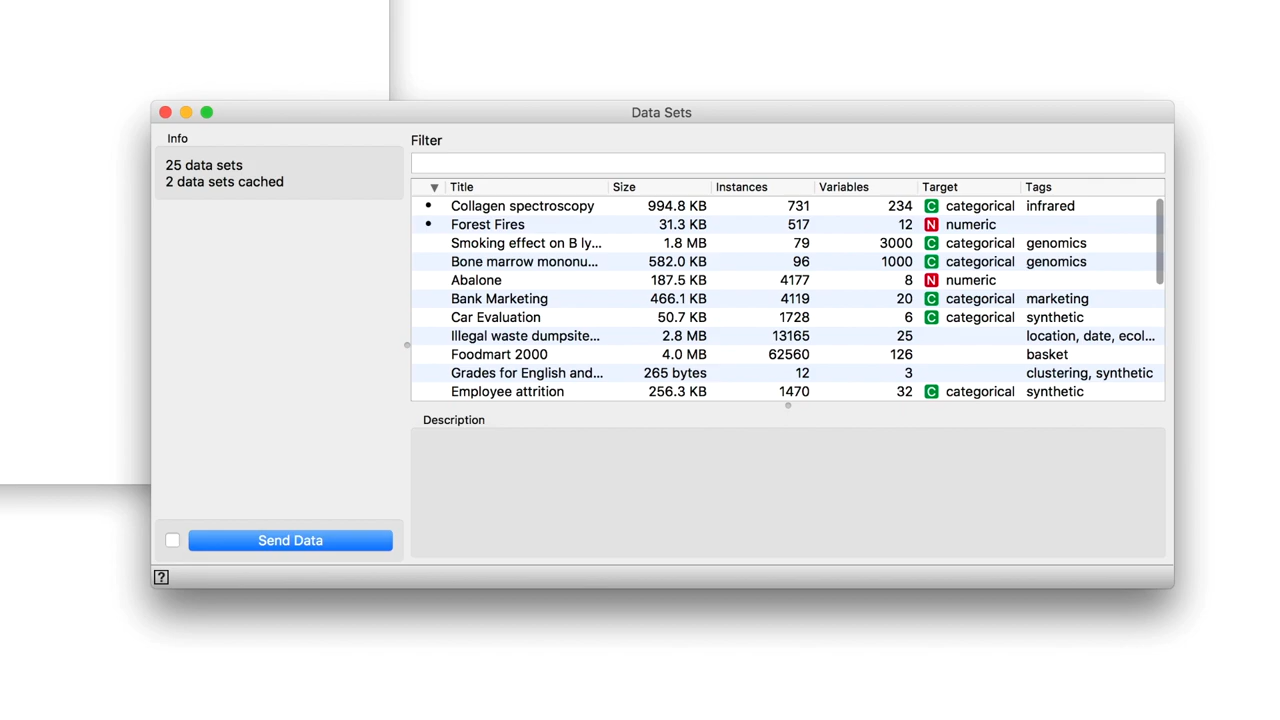 Data Sets
Info
25 data sets
2 data sets cached
Filter
Title Size Instances Variables Target Tags
Collagen spectroscopy 994.8 KB 731 234 C categorical infrared
Forest Fires 31.3 KB 517 12 N numeric
Smoking effect on B ly... 1.8 MB 79 3000 C categorical genomics
Bone marrow mononu... 582.0 KB 96 1000 C categorical genomics
Abalone 187.5 KB 4177 8 N numeric
Bank Marketing 466.1 KB 4119 20 C categorical marketing
Car Evaluation 50.7 KB 1728 6 C categorical synthetic
Illegal waste dumpsite... 2.8 MB 13165 25 location, date, ecol...
Foodmart 2000 4.0 MB 62560 126 basket
Grades for English and... 265 bytes 12 3 clustering, synthetic
Employee attrition 256.3 KB 1470 32 C categorical synthetic
Description
Send Data
?